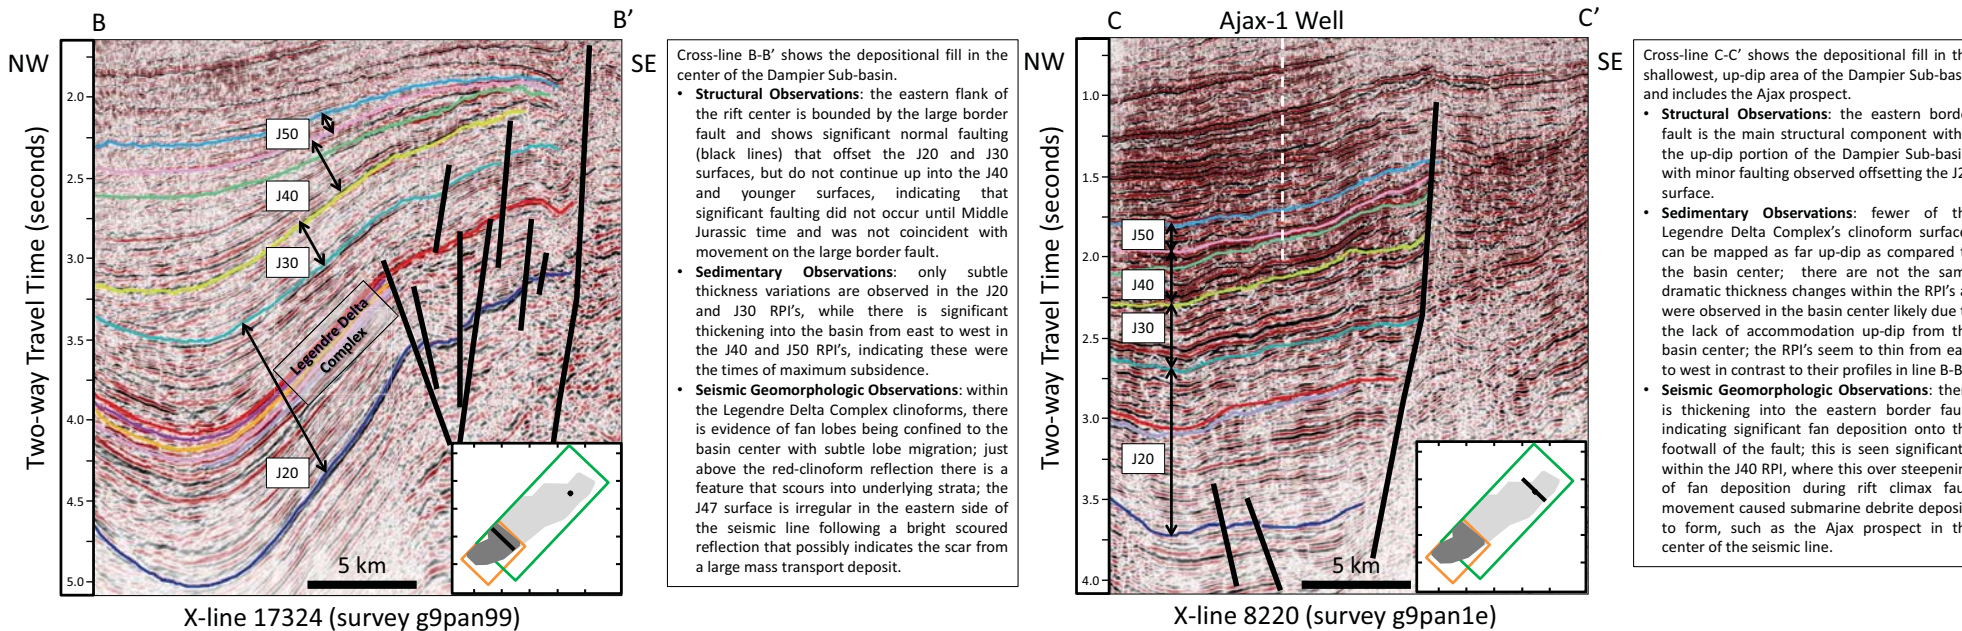 B
B’
NW
SE
Two-way Travel Time (seconds)
2.0
2.5
3.0
3.5
4.0
4.5
5.0
J50
J40
J30
Legendre Delta
Complex
J20
5 km
X-line 17324 (survey g9pan99)
Cross-line B-B’ shows the depositional fill in the
center of the Dampier Sub-basin.
• Structural Observations: the eastern flank of
the rift center is bounded by the large border
fault and shows significant normal faulting
(black lines) that offset the J20 and J30
surfaces, but do not continue up into the J40
and younger surfaces, indicating that
significant faulting did not occur until Middle
Jurassic time and was not coincident with
movement on the large border fault.
• Sedimentary Observations: only subtle
thickness variations are observed in the J20
and J30 RPI’s, while there is significant
thickening into the basin from east to west in
the J40 and J50 RPI’s, indicating these were
the times of maximum subsidence.
• Seismic Geomorphologic Observations: within
the Legendre Delta Complex clinoforms, there
is evidence of fan lobes being confined to the
basin center with subtle lobe migration; just
above the red-clinoform reflection there is a
feature that scours into underlying strata; the
J47 surface is irregular in the eastern side of
the seismic line following a bright scoured
reflection that possibly indicates the scar from
a large mass transport deposit.
C
Ajax-1 Well
C’
NW
SE
Two-way Travel Time (seconds)
1.0
1.5
2.0
2.5
3.0
3.5
4.0
J50
J40
J30
J20
5 km
X-line 8220 (survey g9pan1e)
Cross-line C-C’ shows the depositional fill in th
shallowest, up-dip area of the Dampier Sub-bas
and includes the Ajax prospect.
• Structural Observations: the eastern borde
fault is the main structural component with
the up-dip portion of the Dampier Sub-basi
with minor faulting observed offsetting the J2
surface.
• Sedimentary Observations: fewer of th
Legendre Delta Complex’s clinoform surface
can be mapped as far up-dip as compared t
the basin center; there are not the sam
dramatic thickness changes within the RPI’s a
were observed in the basin center likely due t
the lack of accommodation up-dip from th
basin center; the RPI’s seem to thin from ea
to west in contrast to their profiles in line B-B
• Seismic Geomorphologic Observations: ther
is thickening into the eastern border fau
indicating significant fan deposition onto th
footwall of the fault; this is seen significant
within the J40 RPI, where this over steepenin
of fan deposition during rift climax fau
movement caused submarine debrite deposi
to form, such as the Ajax prospect in th
center of the seismic line.